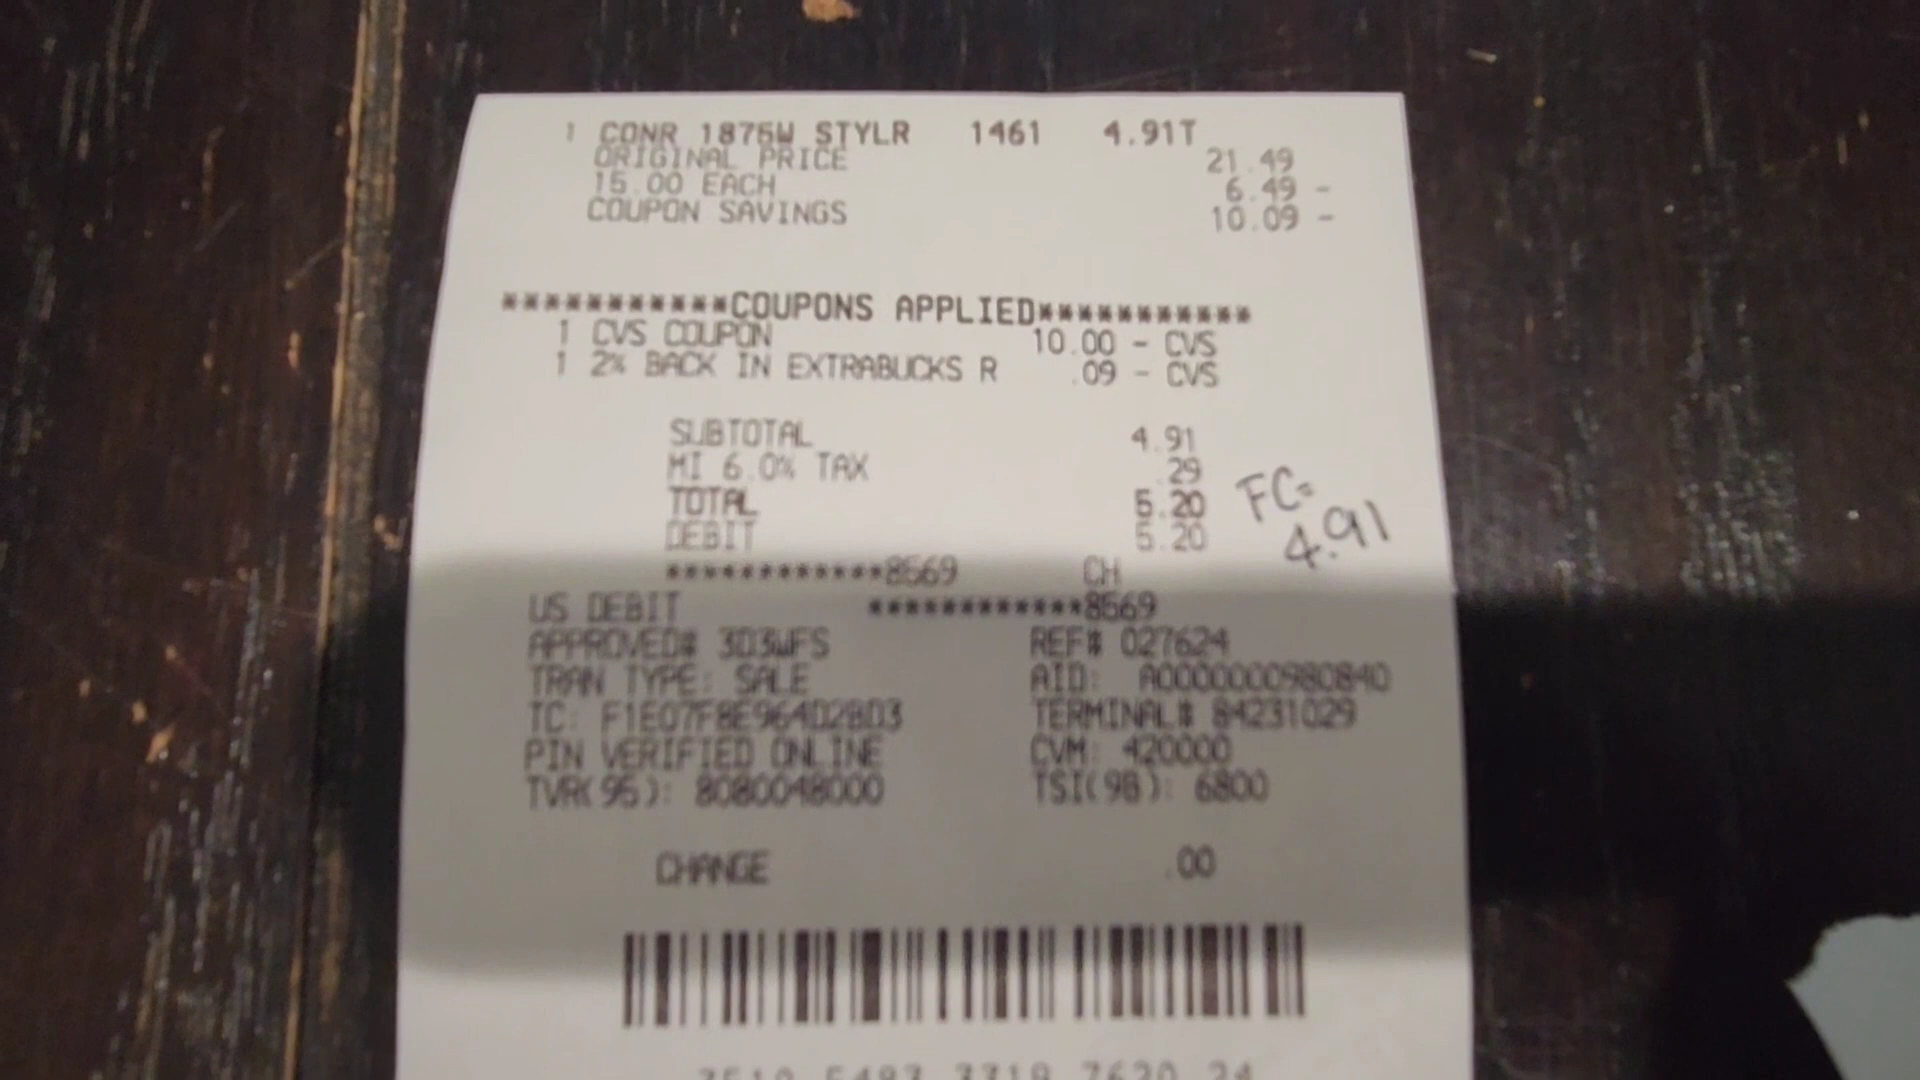 1 CONR 1875W STYLR 1461 4.91T
ORIGINAL PRICE 21.49
15.00 EACH 6.49 -
COUPON SAVINGS 10.09 -
***********COUPONS APPLIED***********
1 CVS COUPON 10.00 - CVS
1 2% BACK IN EXTRABUCKS R .09 - CVS
SUBTOTAL 4.91
MI 6.0% TAX .29
TOTAL 5.20
DEBIT 5.20
FC=
4.91
************8569 CH
US DEBIT ************8569
APPROVED# 3D3WFS REF# 027624
TRAN TYPE: SALE AID: A0000000980840
TC: F1E07F8E964D2BD3 TERMINAL# 84231029
PIN VERIFIED ONLINE CVM: 420000
TVR(95): 8080048000 TSI(9B): 6800
CHANGE .00